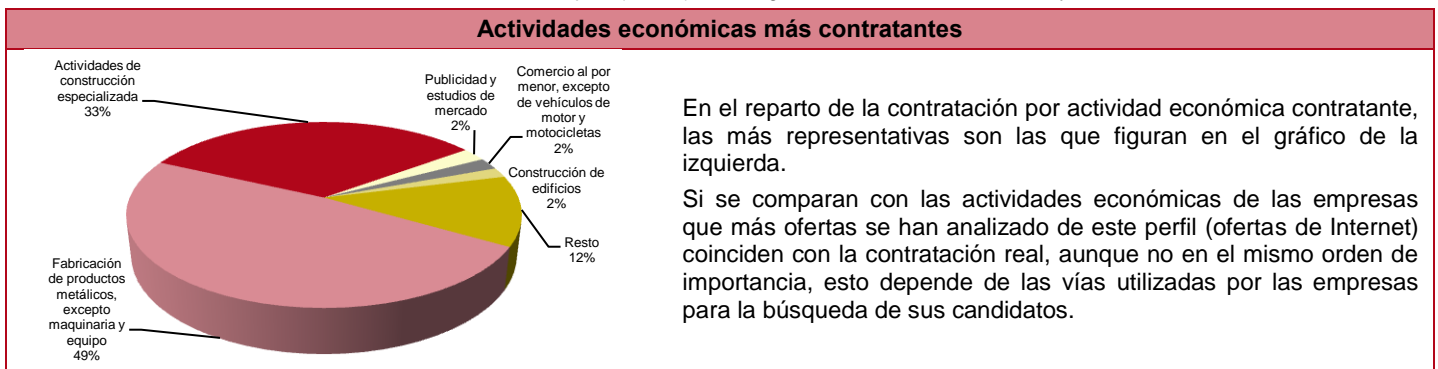 Actividades económicas más contratantes
Actividades de
construcción
especializada
33%
Publicidad y
estudios de
mercado
2%
Comercio al por
menor, excepto
de vehículos de
motor y
motocicletas
2%
Construcción de
edificios
2%
Resto
12%
Fabricación
de productos
metálicos,
excepto
maquinaria y
equipo
49%
En el reparto de la contratación por actividad económica contratante,
las más representativas son las que figuran en el gráfico de la
izquierda.
Si se comparan con las actividades económicas de las empresas
que más ofertas se han analizado de este perfil (ofertas de Internet)
coinciden con la contratación real, aunque no en el mismo orden de
importancia, esto depende de las vías utilizadas por las empresas
para la búsqueda de sus candidatos.